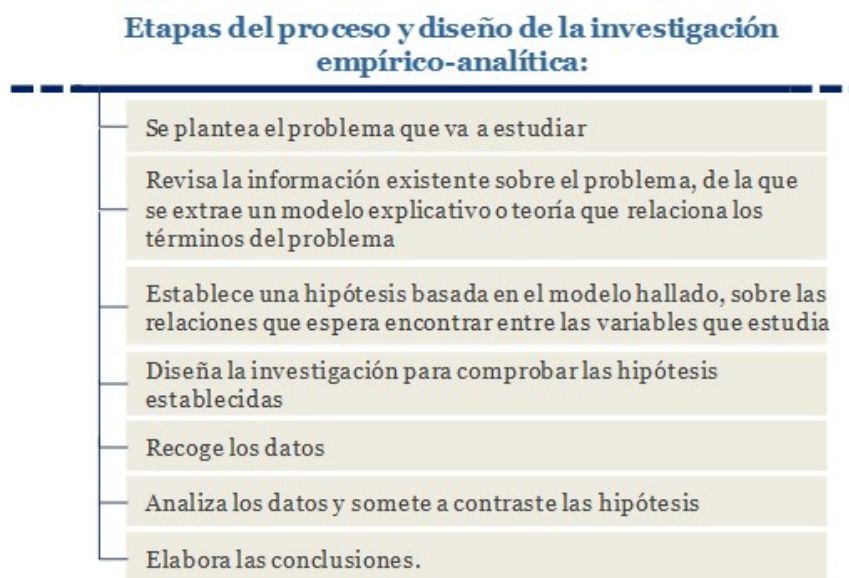 Etapas del proceso y diseño de la investigación
empírico-analítica:
Se plantea el problema que va a estudiar
Revisa la información existente sobre el problema, de la que
se extrae un modelo explicativo o teoría que relaciona los
términos del problema
Establece una hipótesis basada en el modelo hallado, sobre las
relaciones que espera encontrar entre las variables que estudia
Diseña la investigación para comprobar las hipótesis
establecidas
Recoge los datos
Analiza los datos y somete a contraste las hipótesis
Elabora las conclusiones.